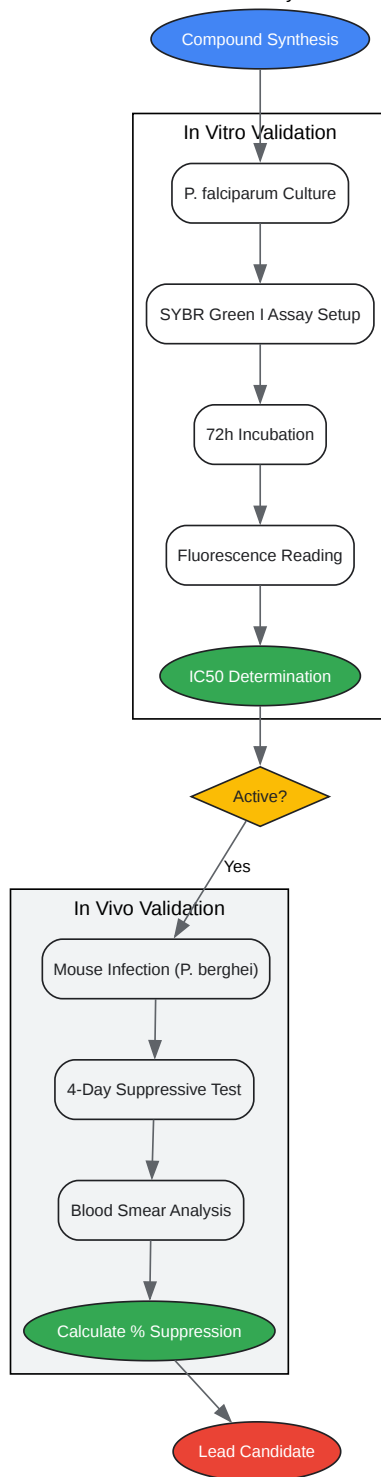 Compound Synthesis
In Vitro Validation
P. falciparum Culture
SYBR Green I Assay Setup
72h Incubation
Fluorescence Reading
IC50 Determination
Active?
Yes
In Vivo Validation
Mouse Infection (P. berghei)
4-Day Suppressive Test
Blood Smear Analysis
Calculate % Suppression
Lead Candidate